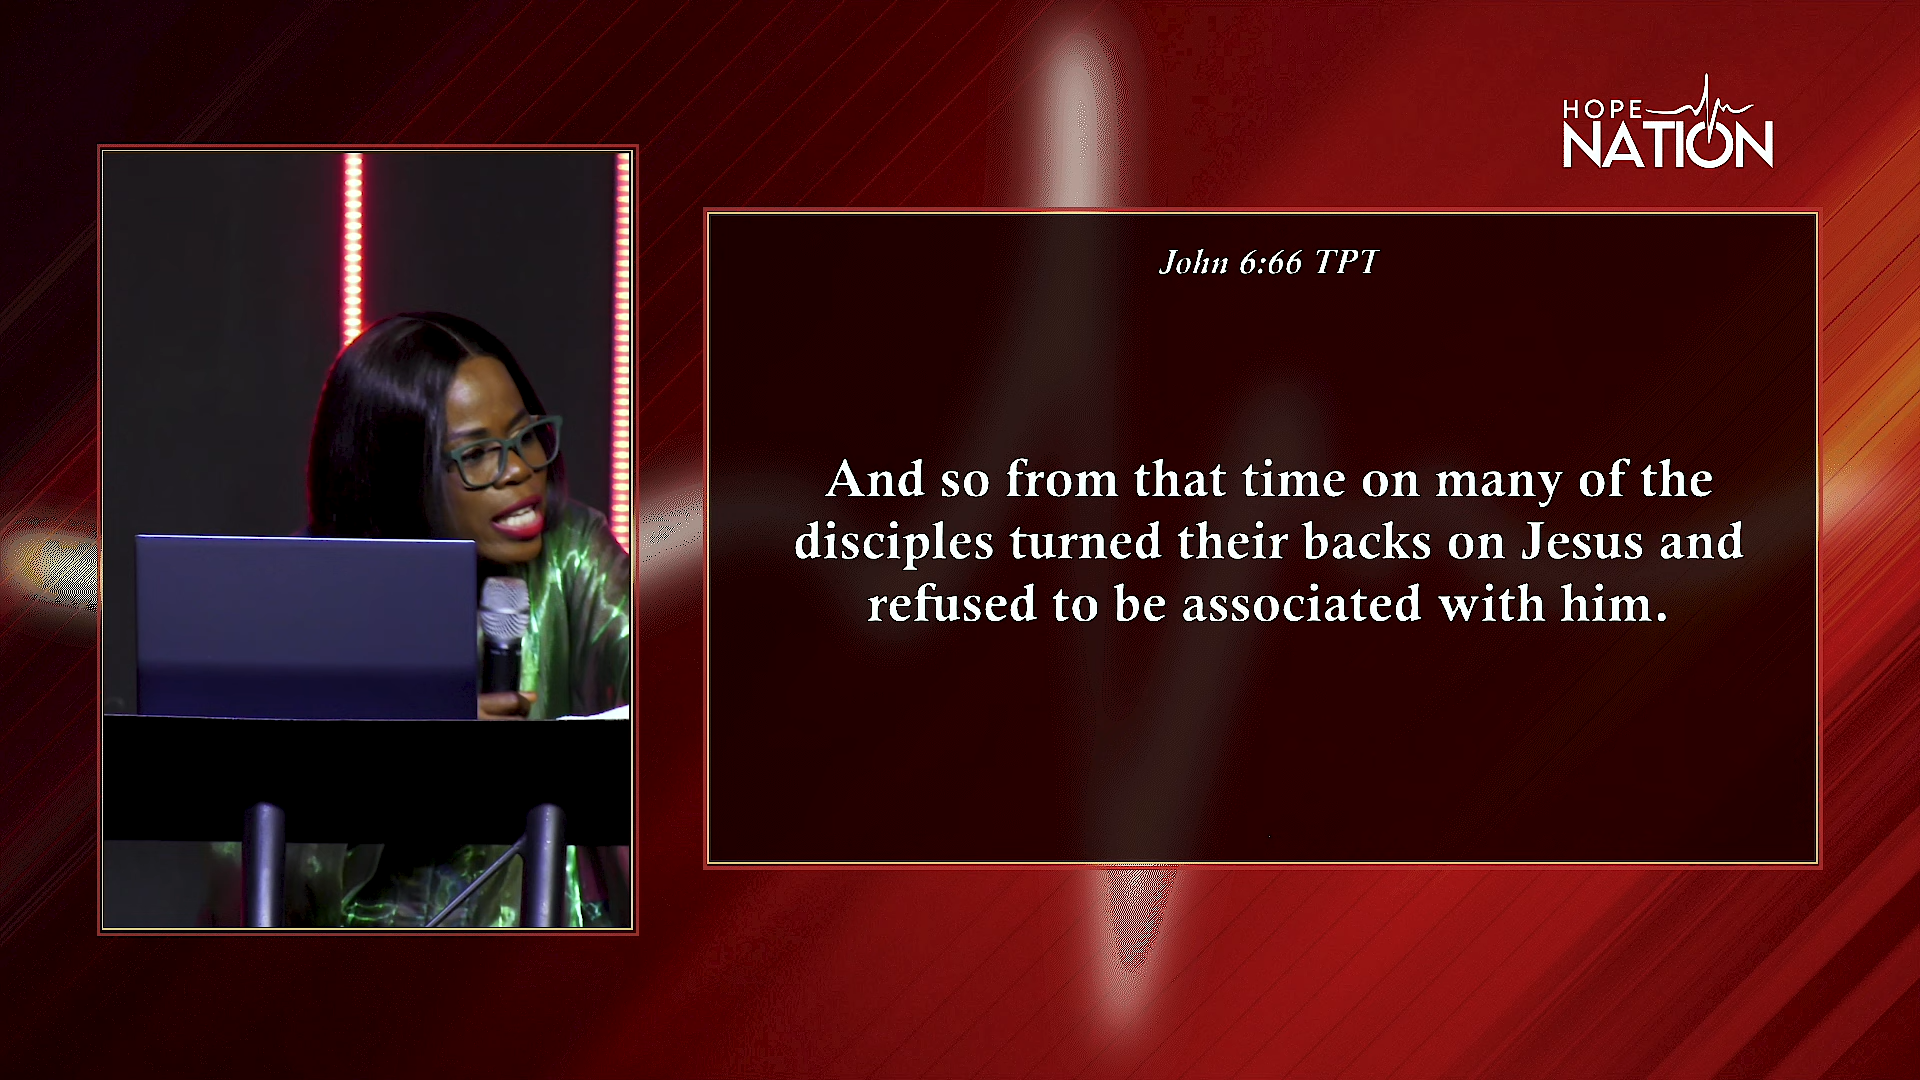 HOPE
NATION
John 6:66 TPT
And so from that time on many of the
disciples turned their backs on Jesus and
refused to be associated with him.